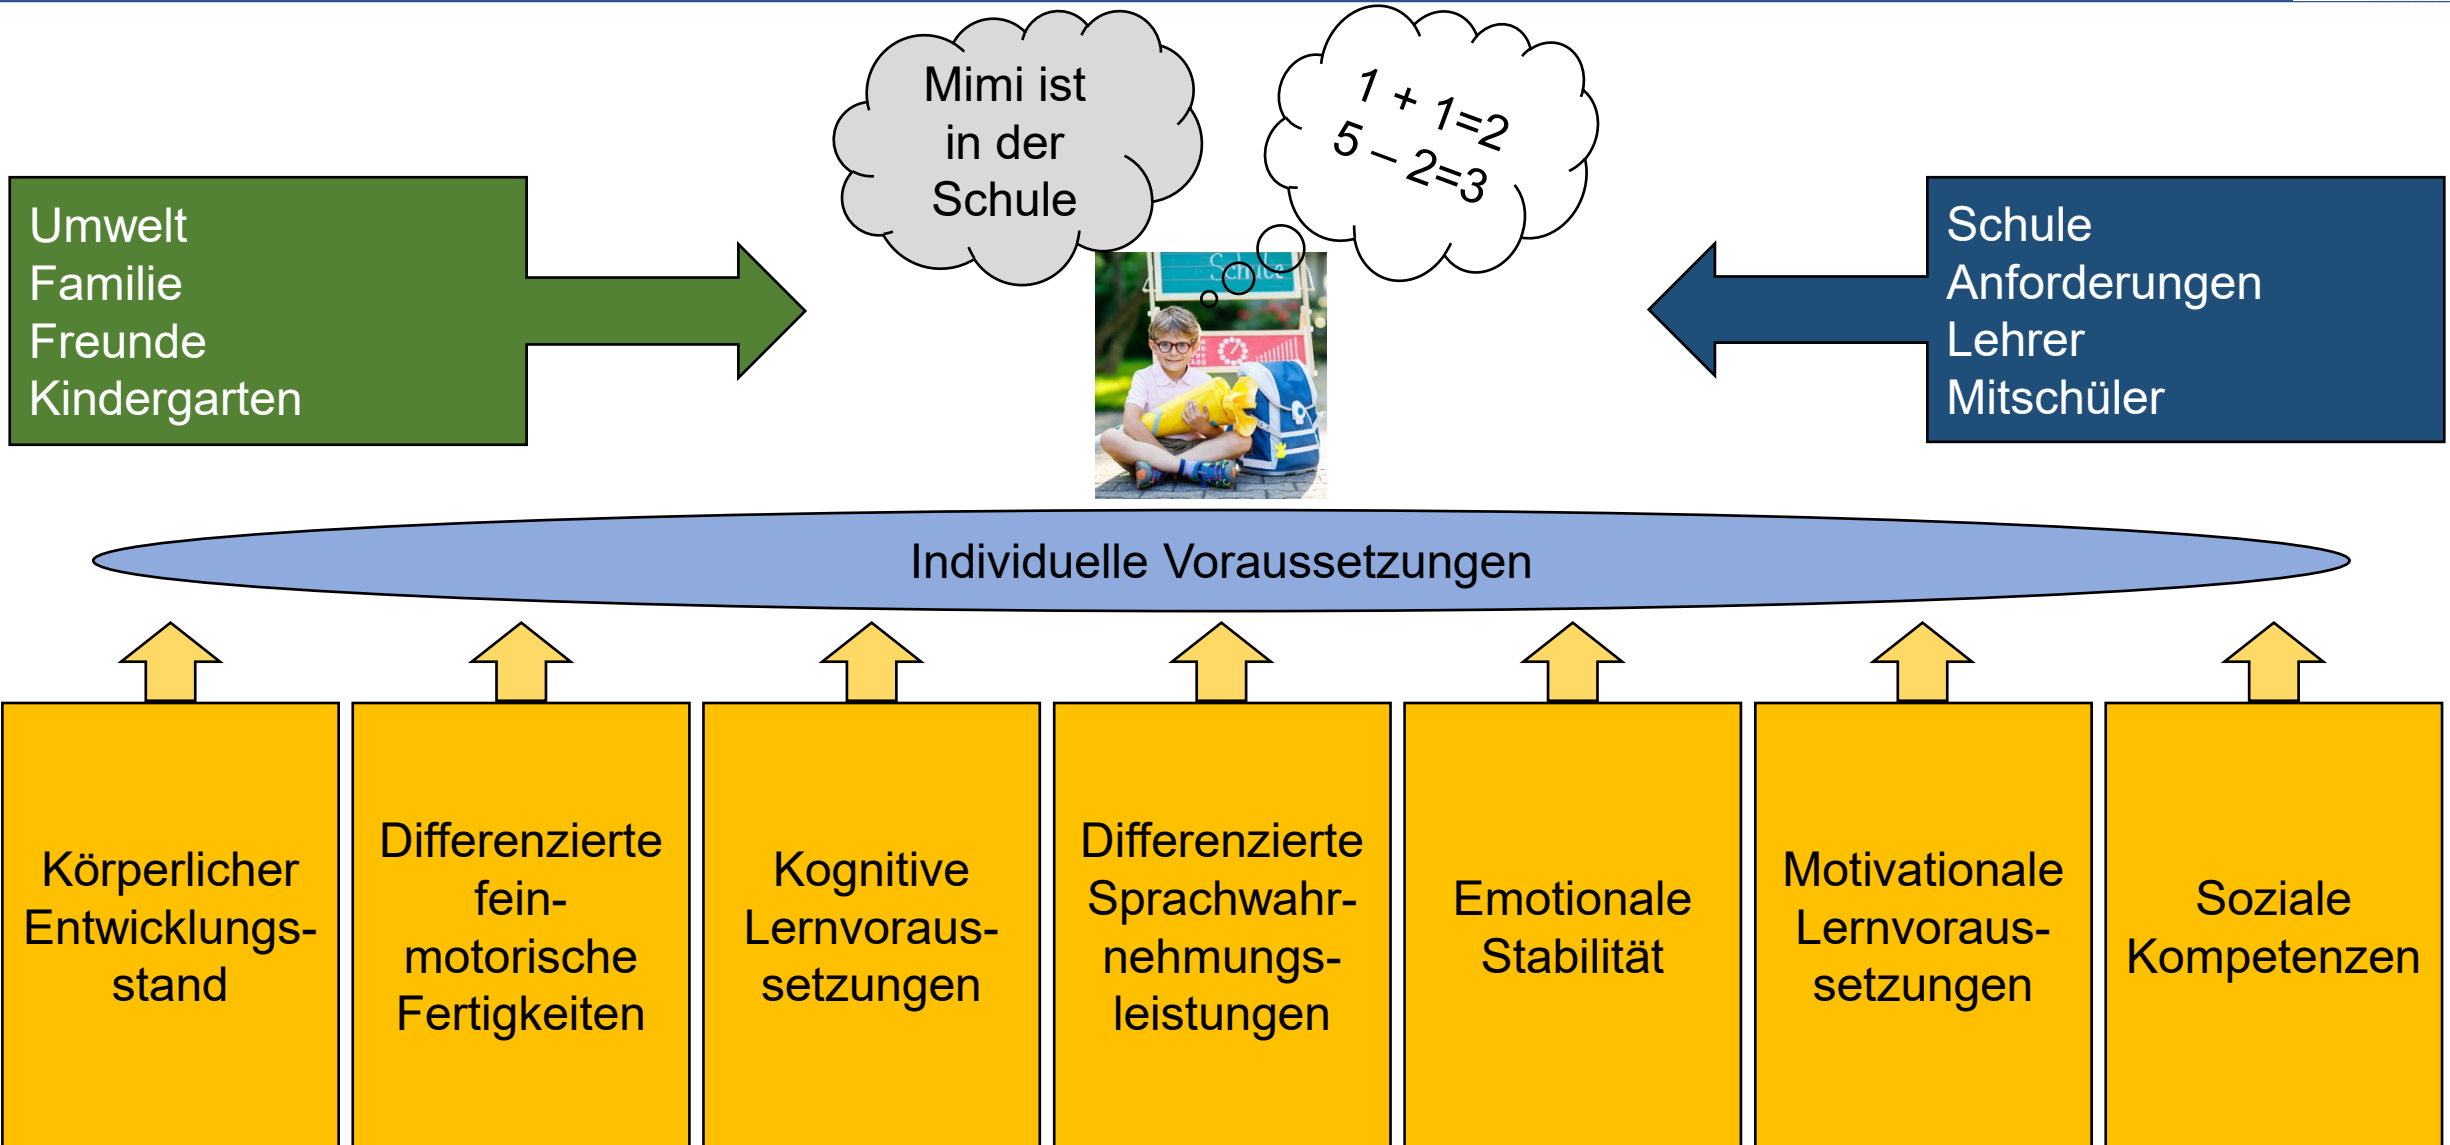 Mimi ist
in der
Schule
1 + 1=2
5 – 2=3
Umwelt
Familie
Freunde
Kindergarten
Schule
Schule
Anforderungen
Lehrer
Mitschüler
Individuelle Voraussetzungen
Körperlicher
Entwicklungs-
stand
Differenzierte
fein-
motorische
Fertigkeiten
Kognitive
Lernvoraus-
setzungen
Differenzierte
Sprachwahr-
nehmungs-
leistungen
Emotionale
Stabilität
Motivationale
Lernvoraus-
setzungen
Soziale
Kompetenzen